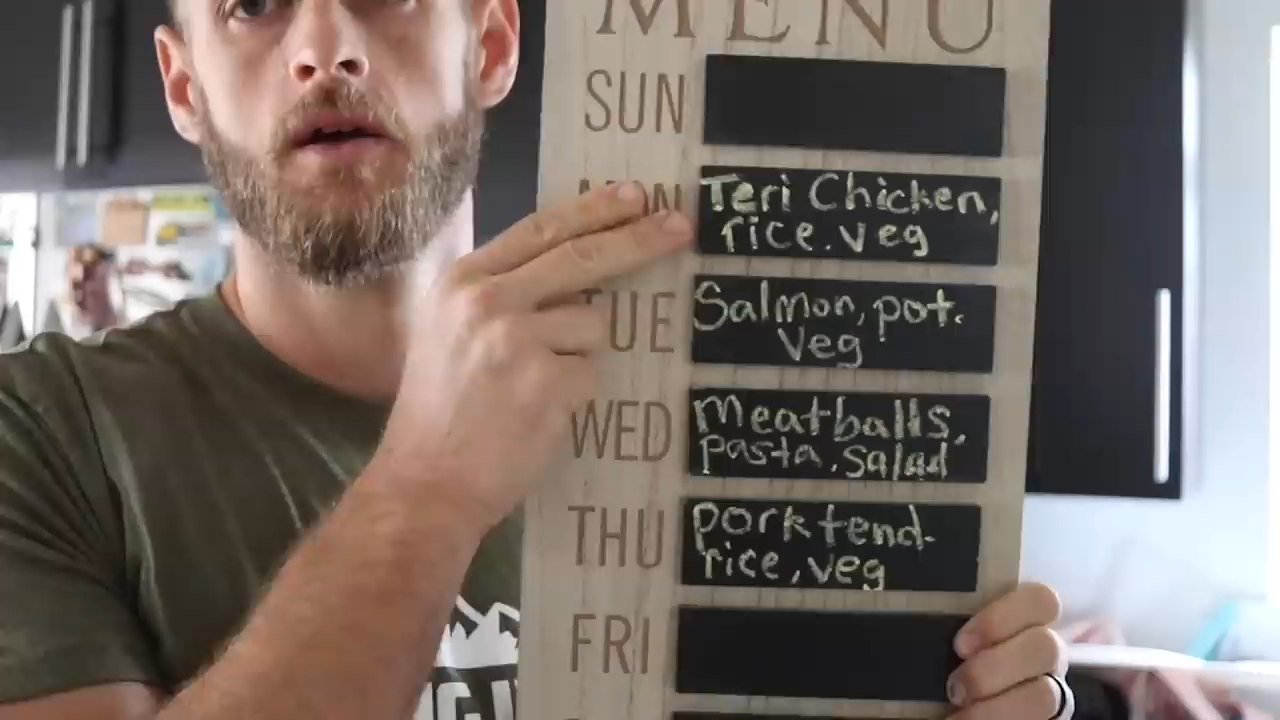 MENU
SUN
MON
Teri Chicken,
rice. veg
TUE
Salmon, pot.
Veg
WED
meatballs,
pasta, salad
THU
pork tend.
rice, veg
FRI